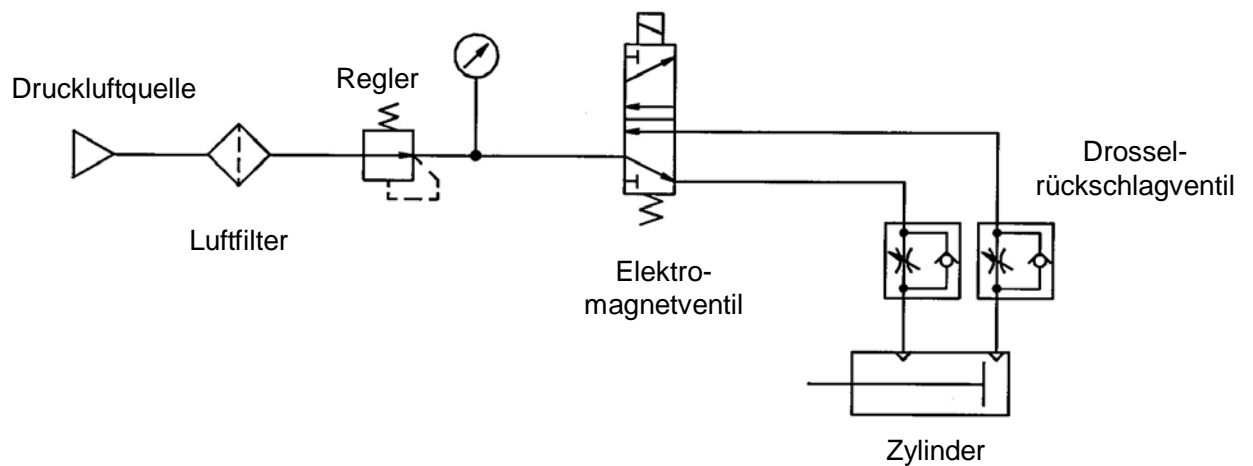 Druckluftquelle
Regler
Luftfilter
Elektro-
magnetventil
Drossel-
rückschlagventil
Zylinder